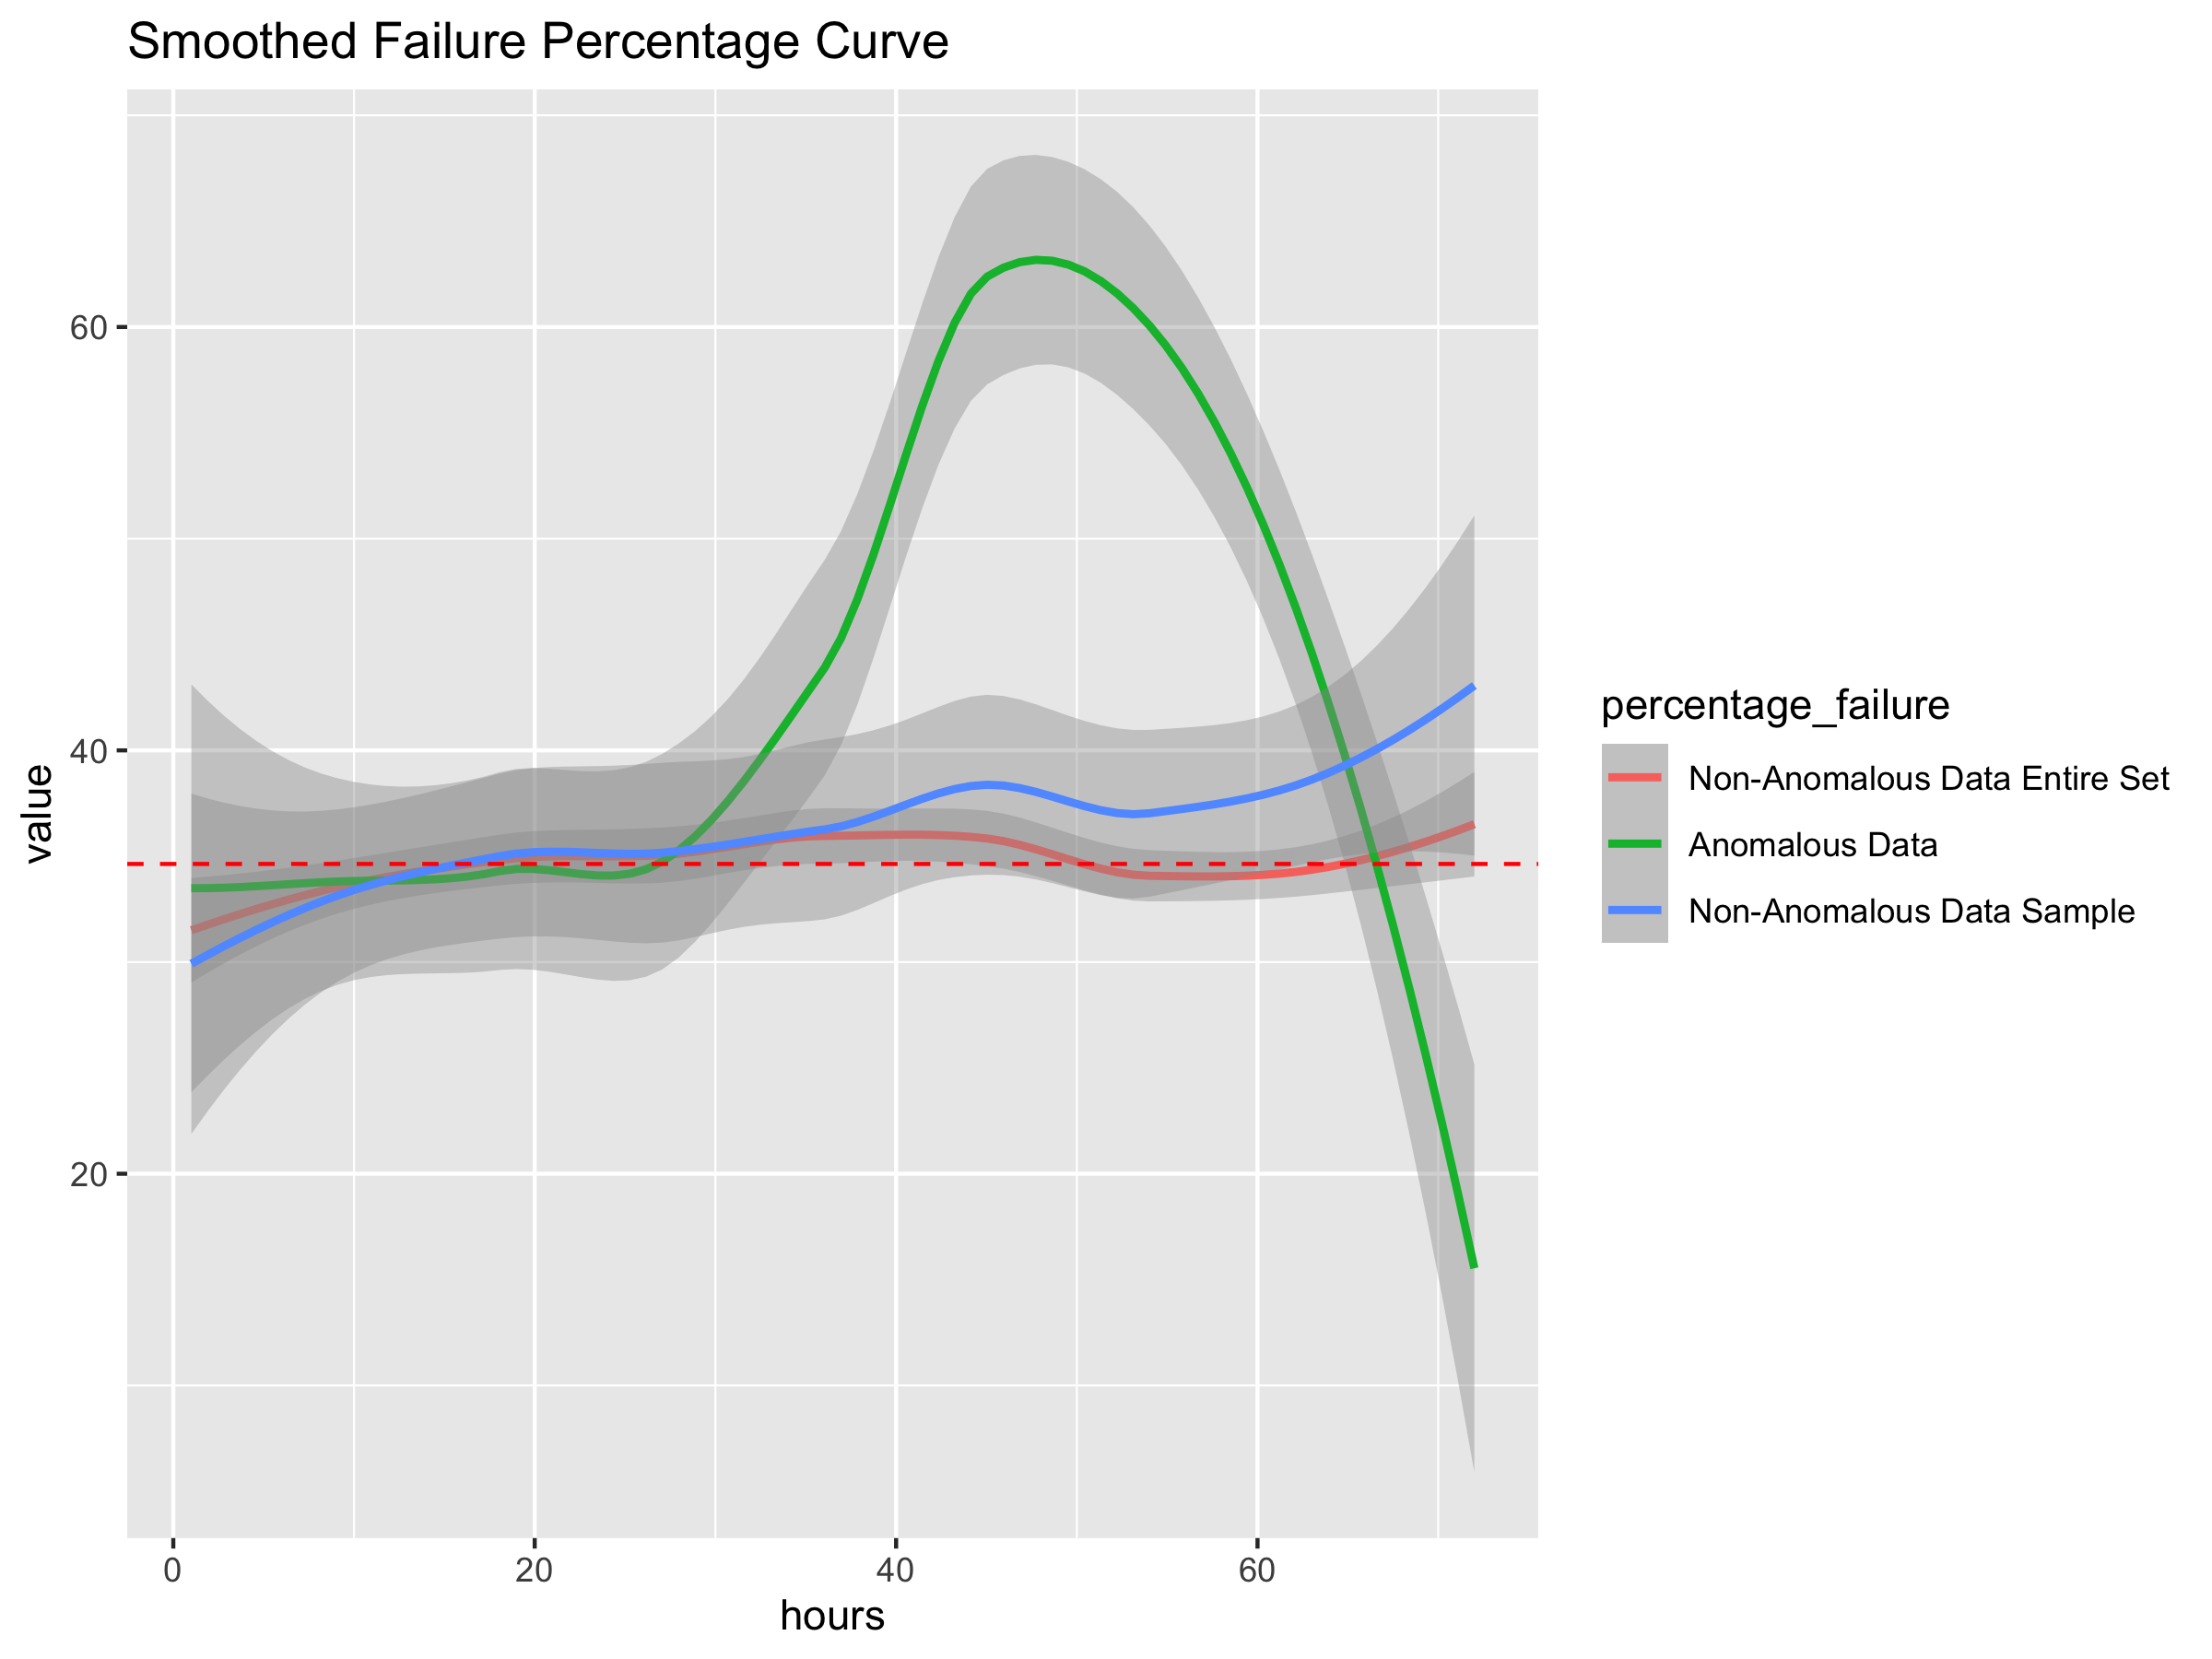 Smoothed Failure Percentage Curve
value
60
40
20
0
20
40
60
hours
percentage_failure
Non-Anomalous Data Entire Set
Anomalous Data
Non-Anomalous Data Sample